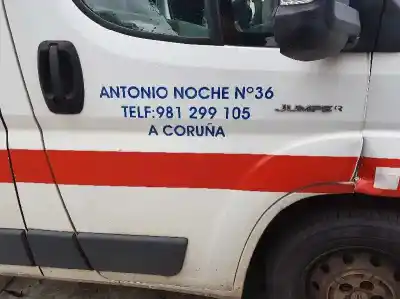 ANTONIO NOCHE Nº36
TELF:981 299 105
A CORUÑA
JUMPER